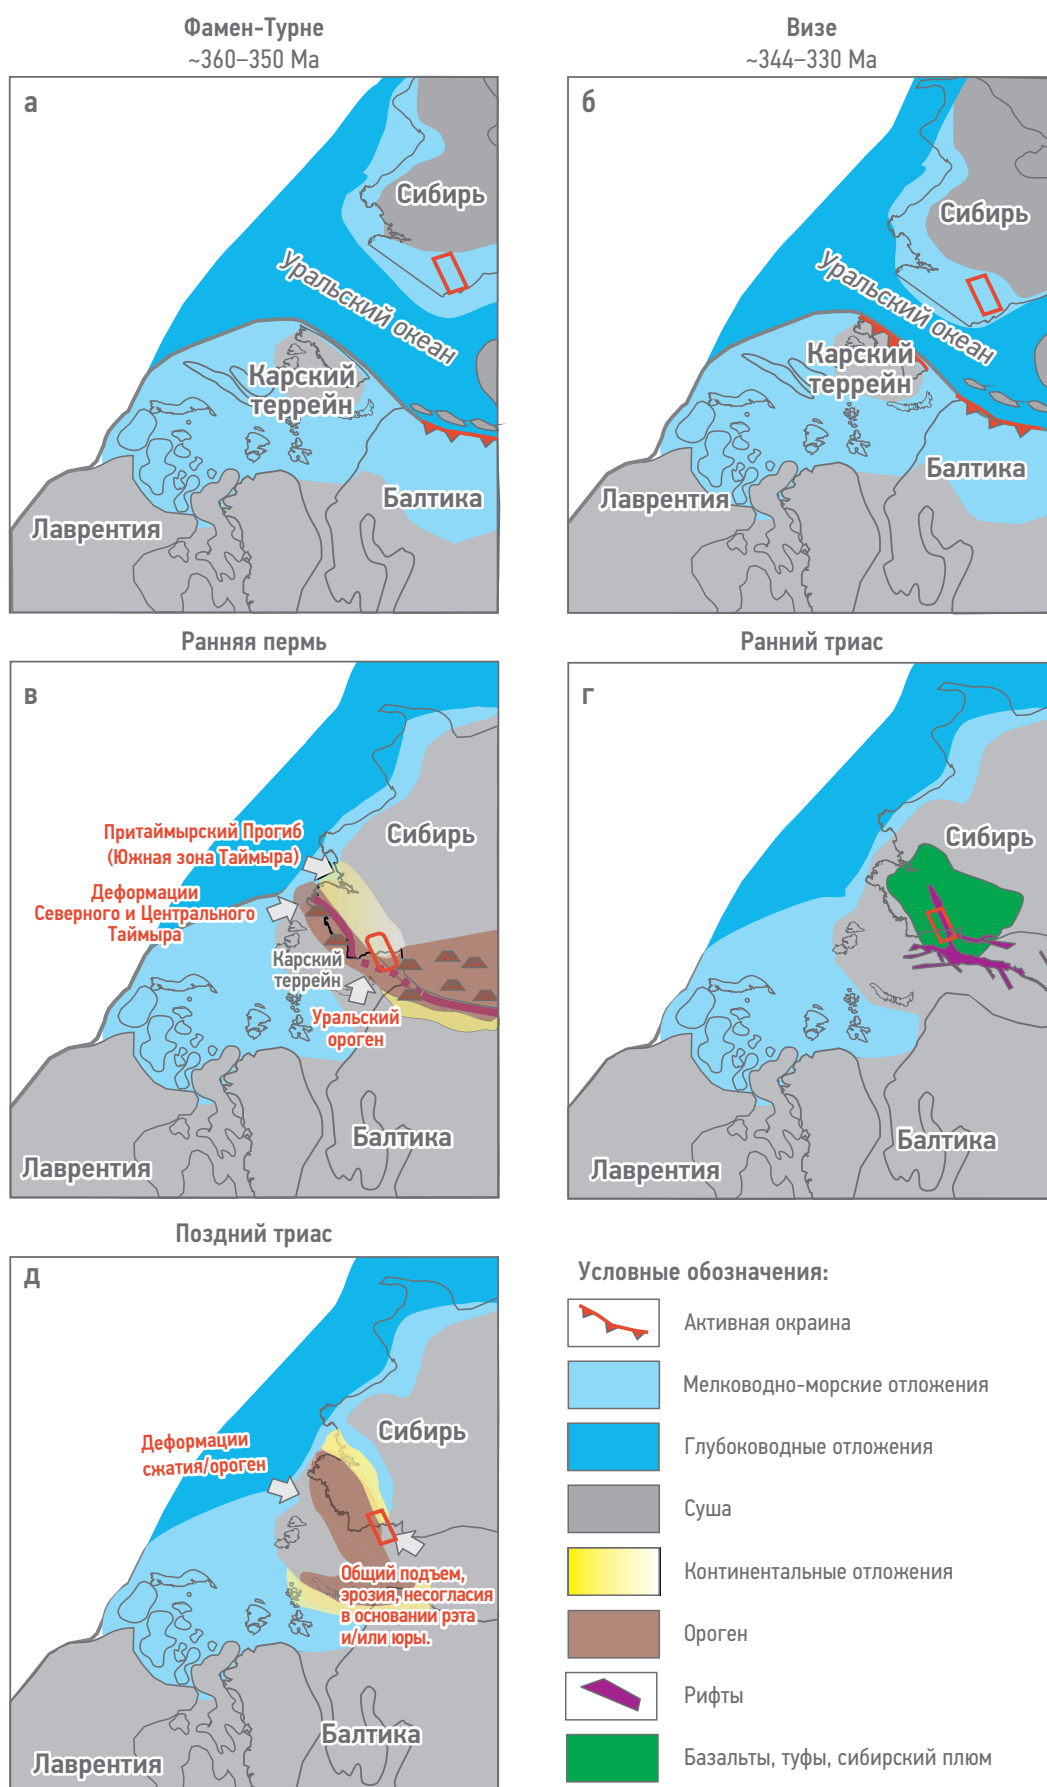 Фамен-Турне
~360–350 Ма
а
Сибирь
Уральский океан
Карский
террейн
Балтика
Лаврентия
Визе
~344–330 Ма
б
Сибирь
Уральский океан
Карский
террейн
Балтика
Лаврентия
Ранняя пермь
в
Сибирь
Притаймырский Прогиб
(Южная зона Таймыра)
Деформации
Северного и Центрального
Таймыра
Карский
террейн
Уральский
ороген
Балтика
Лаврентия
Ранний триас
г
Сибирь
Балтика
Лаврентия
Поздний триас
д
Сибирь
Деформации
сжатия/ороген
Общий подъем,
эрозия, несогласия
в основании рэта
и/или юры.
Балтика
Лаврентия
Условные обозначения:
Активная окраина
Мелководно-морские отложения
Глубоководные отложения
Суша
Континентальные отложения
Ороген
Рифты
Базальты, туфы, сибирский плюм